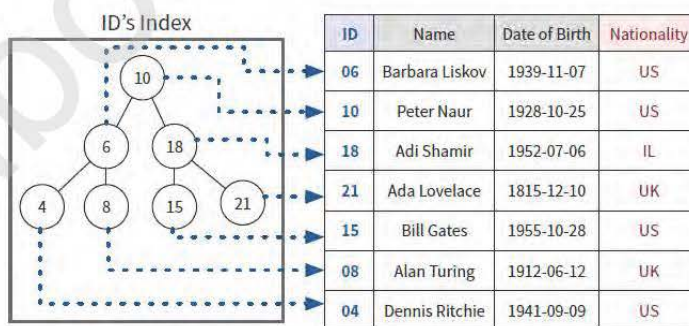 ID's Index
10
6
18
4
8
15
21
ID Name Date of Birth Nationality
06 Barbara Liskov 1939-11-07 US
10 Peter Naur 1928-10-25 US
18 Adi Shamir 1952-07-06 IL
21 Ada Lovelace 1815-12-10 UK
15 Bill Gates 1955-10-28 US
08 Alan Turing 1912-06-12 UK
04 Dennis Ritchie 1941-09-09 US